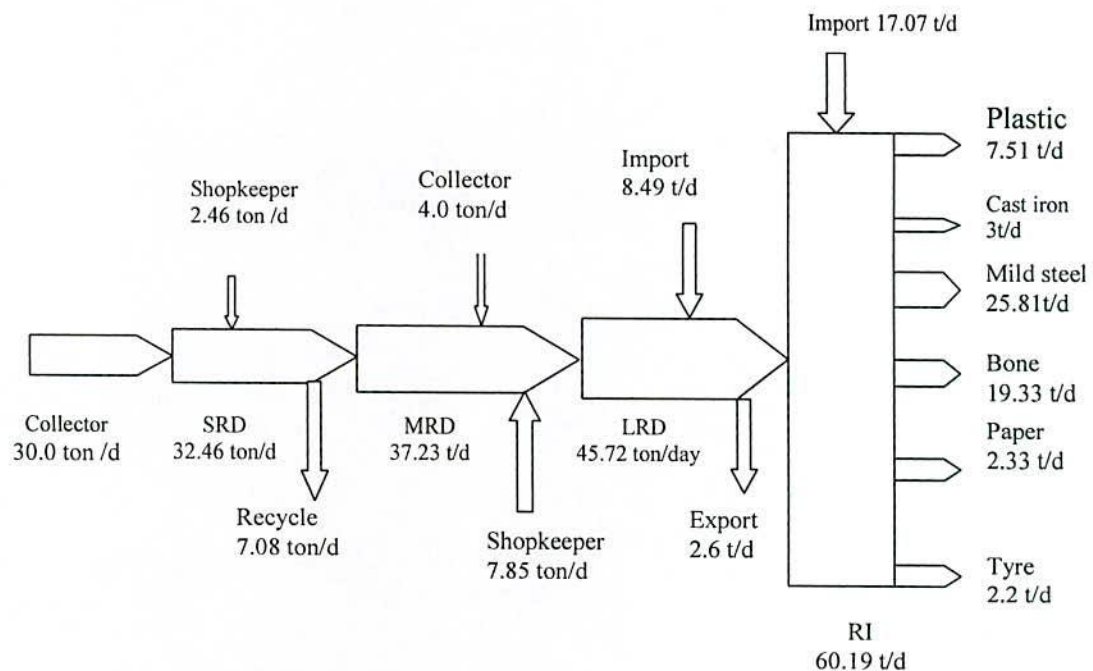 Import 17.07 t/d
Plastic
7.51 t/d
Import
8.49 t/d
Collector
4.0 ton/d
Shopkeeper
2.46 ton /d
Cast iron
3t/d
Mild steel
25.81t/d
Bone
19.33 t/d
Collector
30.0 ton /d
SRD
32.46 ton/d
MRD
37.23 t/d
LRD
45.72 ton/day
Paper
2.33 t/d
Recycle
7.08 ton/d
Shopkeeper
7.85 ton/d
Export
2.6 t/d
Tyre
2.2 t/d
RI
60.19 t/d